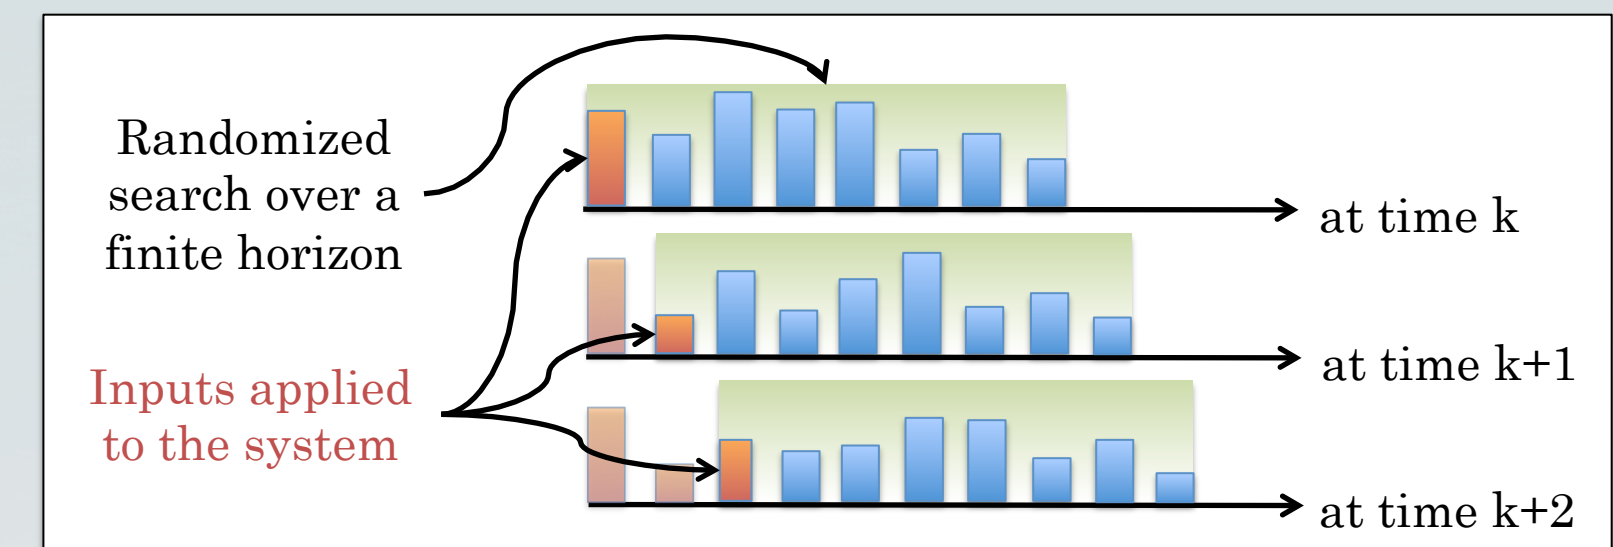 Randomized
search over a
finite horizon
at time k
at time k+1
Inputs applied
to the system
at time k+2